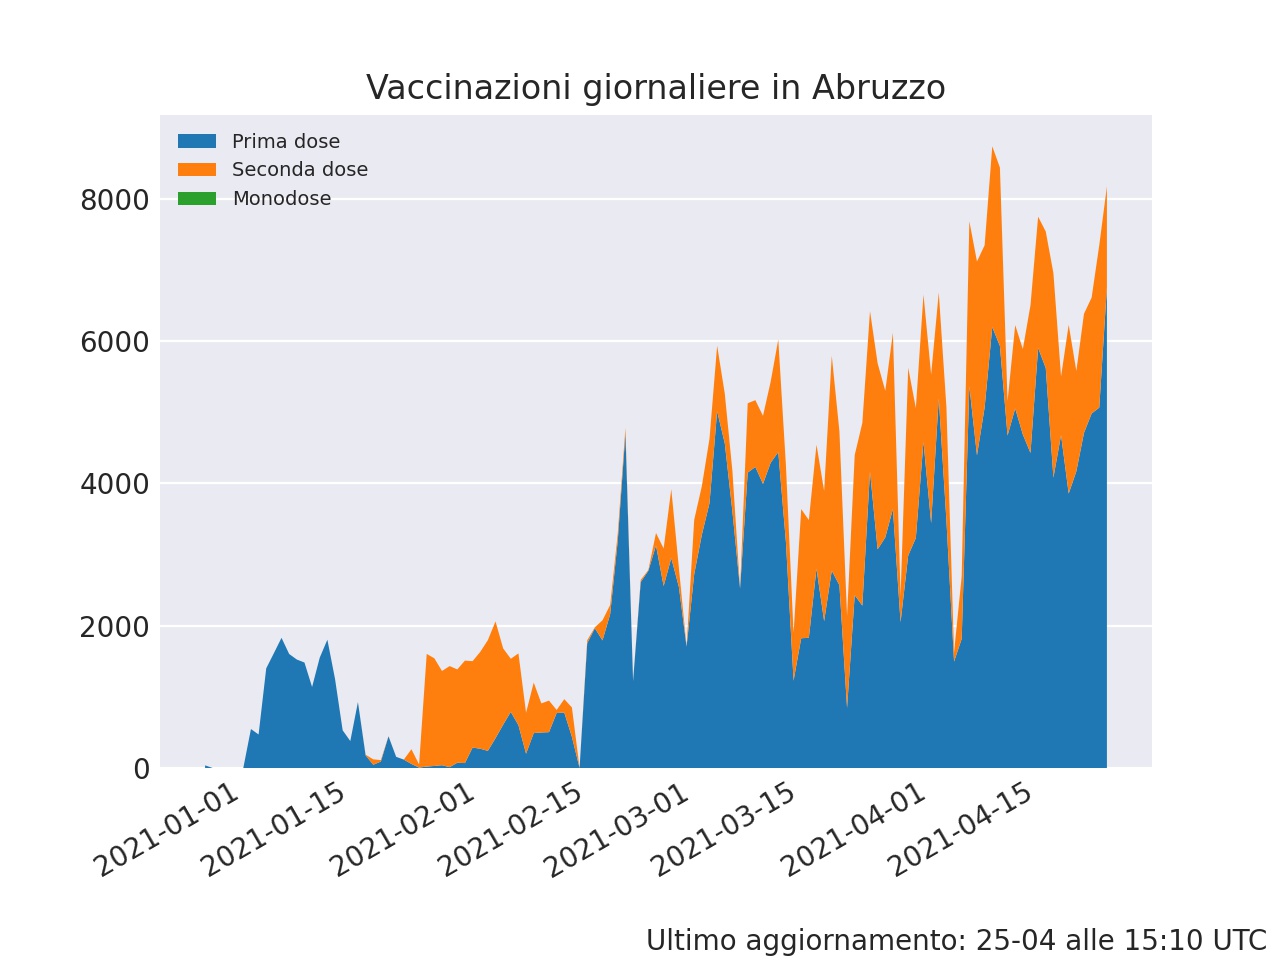 Vaccinazioni giornaliere in Abruzzo
Prima dose
Seconda dose
Monodose
8000
6000
4000
2000
0
2021-01-01
2021-01-15
2021-02-01
2021-02-15
2021-03-01
2021-03-15
2021-04-01
2021-04-15
Ultimo aggiornamento: 25-04 alle 15:10 UTC